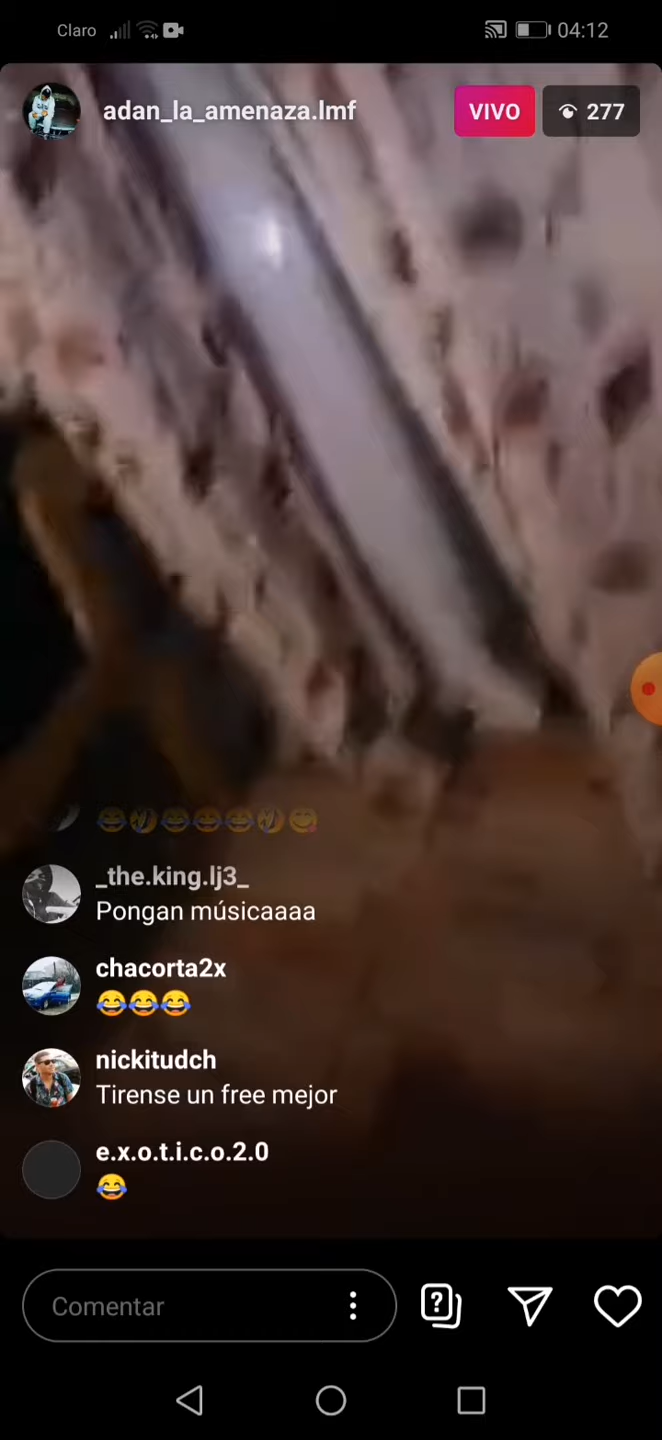 Claro 04:12
adan_la_amenaza.lmf VIVO 277
😂🤣😂😂😂🤣😋
_the.king.lj3_
Pongan músicaaaa
chacorta2x
😂😂😂
nickitudch
Tirense un free mejor
e.x.o.t.i.c.o.2.0
😂
Comentar